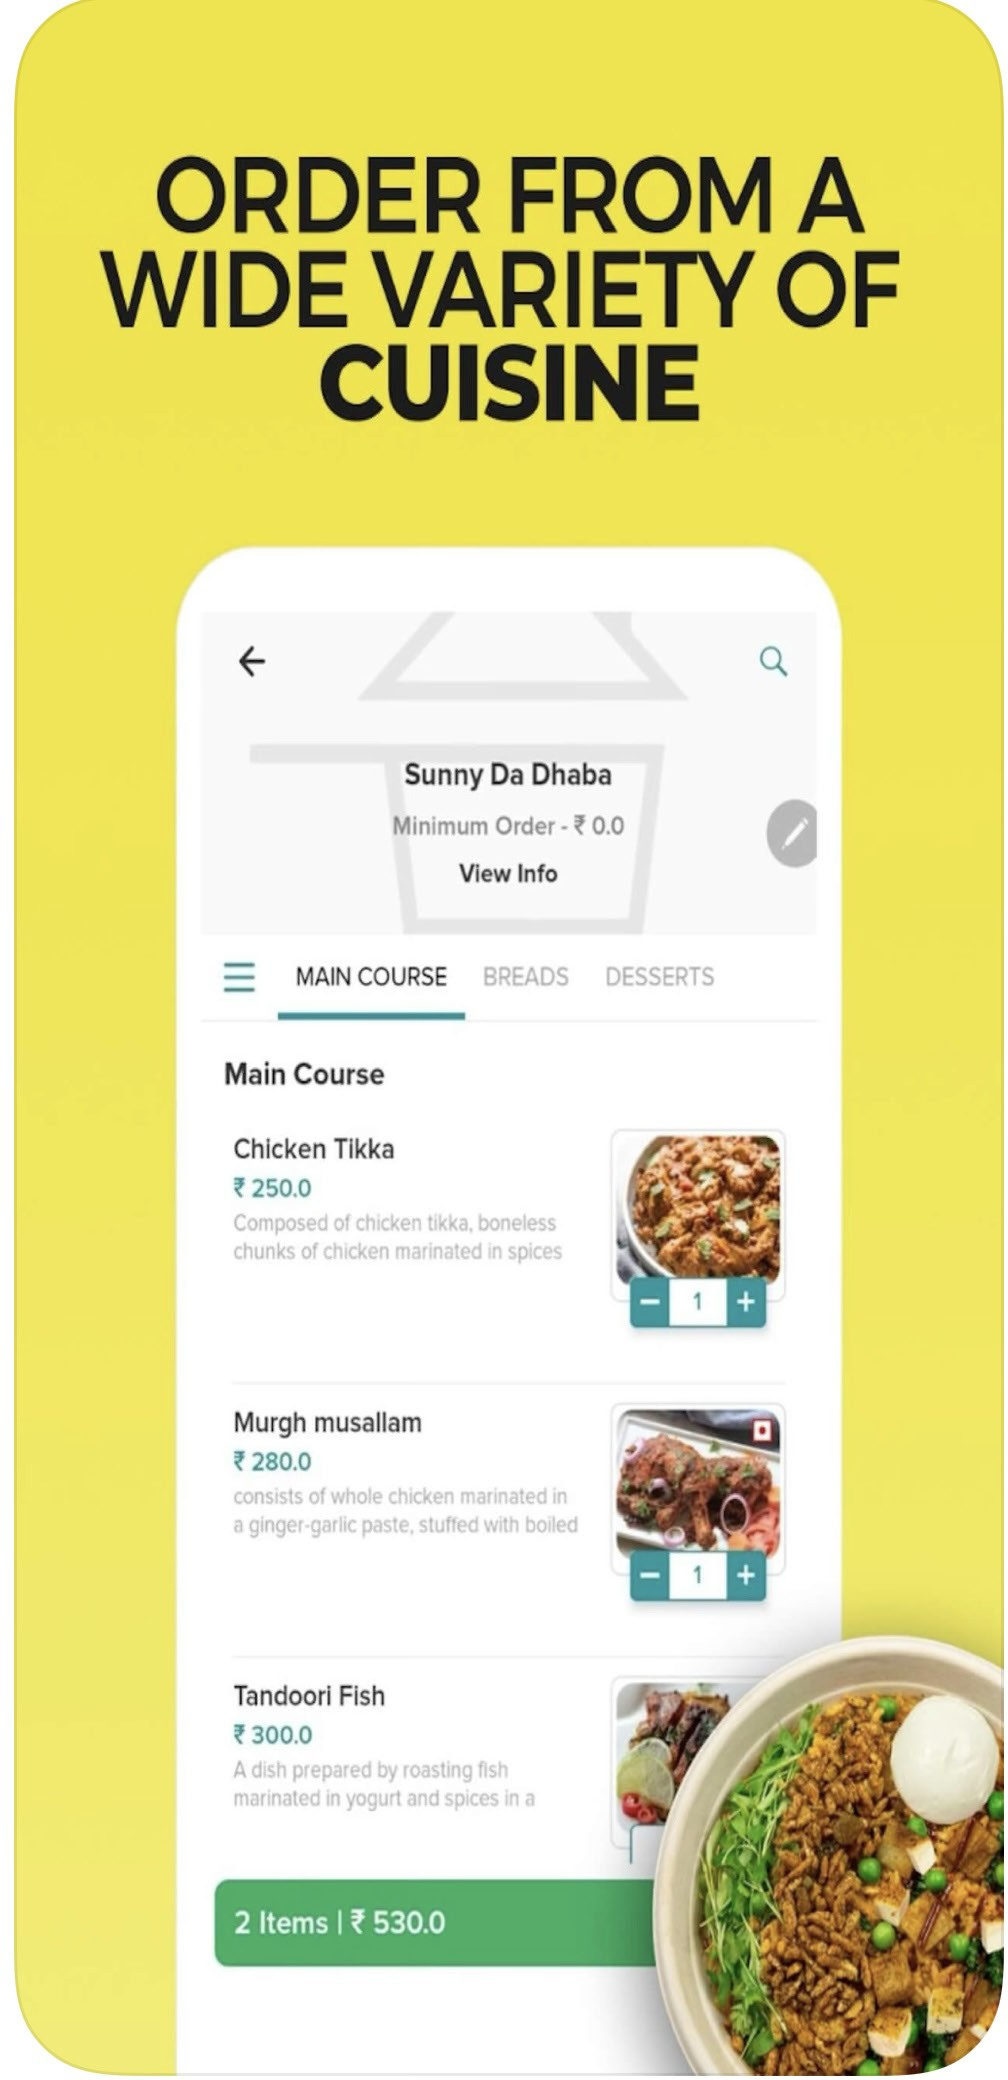 ORDER FROM A
WIDE VARIETY OF
CUISINE
Sunny Da Dhaba
Minimum Order - ₹ 0.0
View Info
MAIN COURSE BREADS DESSERTS
Main Course
Chicken Tikka
₹ 250.0
Composed of chicken tikka, boneless
chunks of chicken marinated in spices
1
Murgh musallam
₹ 280.0
consists of whole chicken marinated in
a ginger-garlic paste, stuffed with boiled
1
Tandoori Fish
₹ 300.0
A dish prepared by roasting fish
marinated in yogurt and spices in a
2 Items | ₹ 530.0